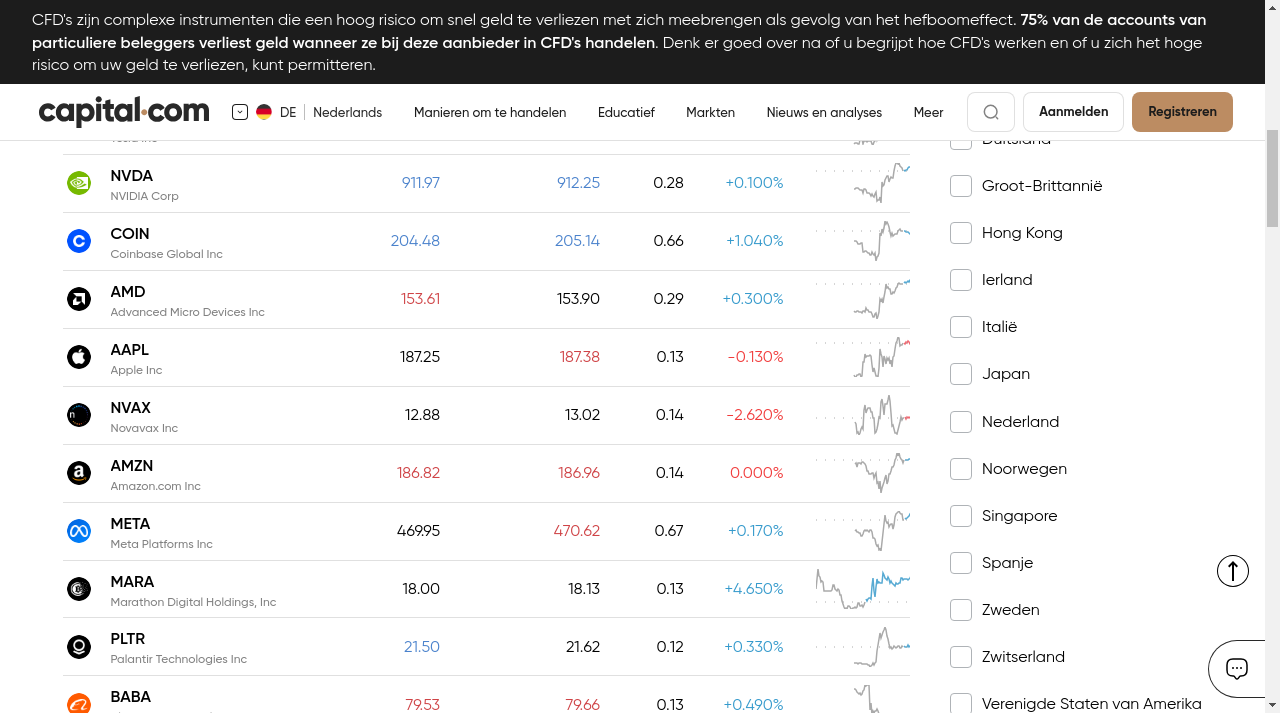 CFD's zijn complexe instrumenten die een hoog risico om snel geld te verliezen met zich meebrengen als gevolg van het hefboomeffect. 75% van de accounts van
particuliere beleggers verliest geld wanneer ze bij deze aanbieder in CFD's handelen. Denk er goed over na of u begrijpt hoe CFD's werken en of u zich het hoge
risico om uw geld te verliezen, kunt permitteren.
capital.com DE Nederlands Manieren om te handelen Educatief Markten Nieuws en analyses Meer Aanmelden Registreren
Duitsland
NVDA 911.97 912.25 0.28 +0.100%
NVIDIA Corp
Groot-Brittannië
COIN 204.48 205.14 0.66 +1.040%
Coinbase Global Inc
Hong Kong
AMD 153.61 153.90 0.29 +0.300%
Advanced Micro Devices Inc
Ierland
Italië
AAPL 187.25 187.38 0.13 -0.130%
Apple Inc
Japan
NVAX 12.88 13.02 0.14 -2.620%
Novavax Inc
Nederland
AMZN 186.82 186.96 0.14 0.000%
Amazon.com Inc
Noorwegen
Singapore
META 469.95 470.62 0.67 +0.170%
Meta Platforms Inc
Spanje
MARA 18.00 18.13 0.13 +4.650%
Marathon Digital Holdings, Inc
Zweden
PLTR 21.50 21.62 0.12 +0.330%
Palantir Technologies Inc
Zwitserland
BABA 79.53 79.66 0.13 +0.490%
Verenigde Staten van Amerika